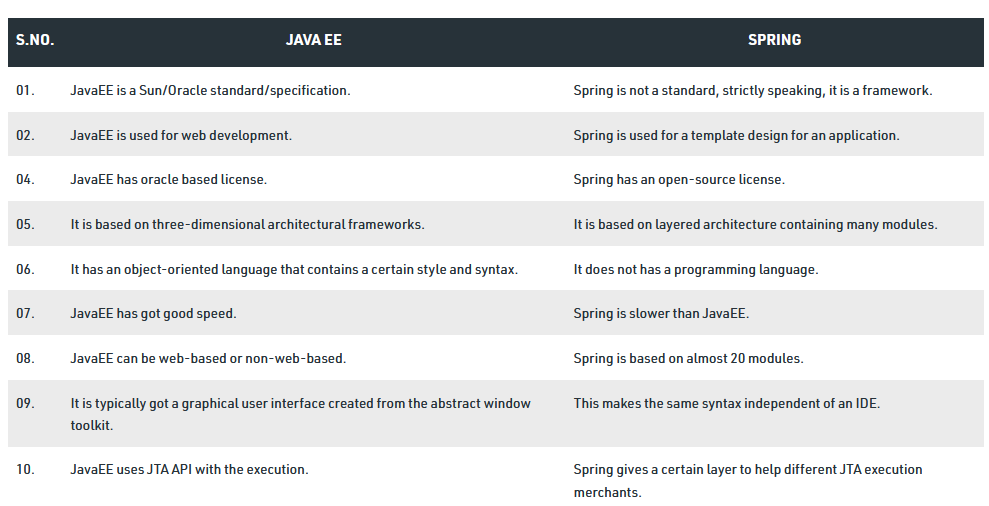 S.NO. JAVA EE SPRING
01. JavaEE is a Sun/Oracle standard/specification. Spring is not a standard, strictly speaking, it is a framework.
02. JavaEE is used for web development. Spring is used for a template design for an application.
04. JavaEE has oracle based license. Spring has an open-source license.
05. It is based on three-dimensional architectural frameworks. It is based on layered architecture containing many modules.
06. It has an object-oriented language that contains a certain style and syntax. It does not has a programming language.
07. JavaEE has got good speed. Spring is slower than JavaEE.
08. JavaEE can be web-based or non-web-based. Spring is based on almost 20 modules.
09. It is typically got a graphical user interface created from the abstract window This makes the same syntax independent of an IDE.
toolkit.
10. JavaEE uses JTA API with the execution. Spring gives a certain layer to help different JTA execution
merchants.